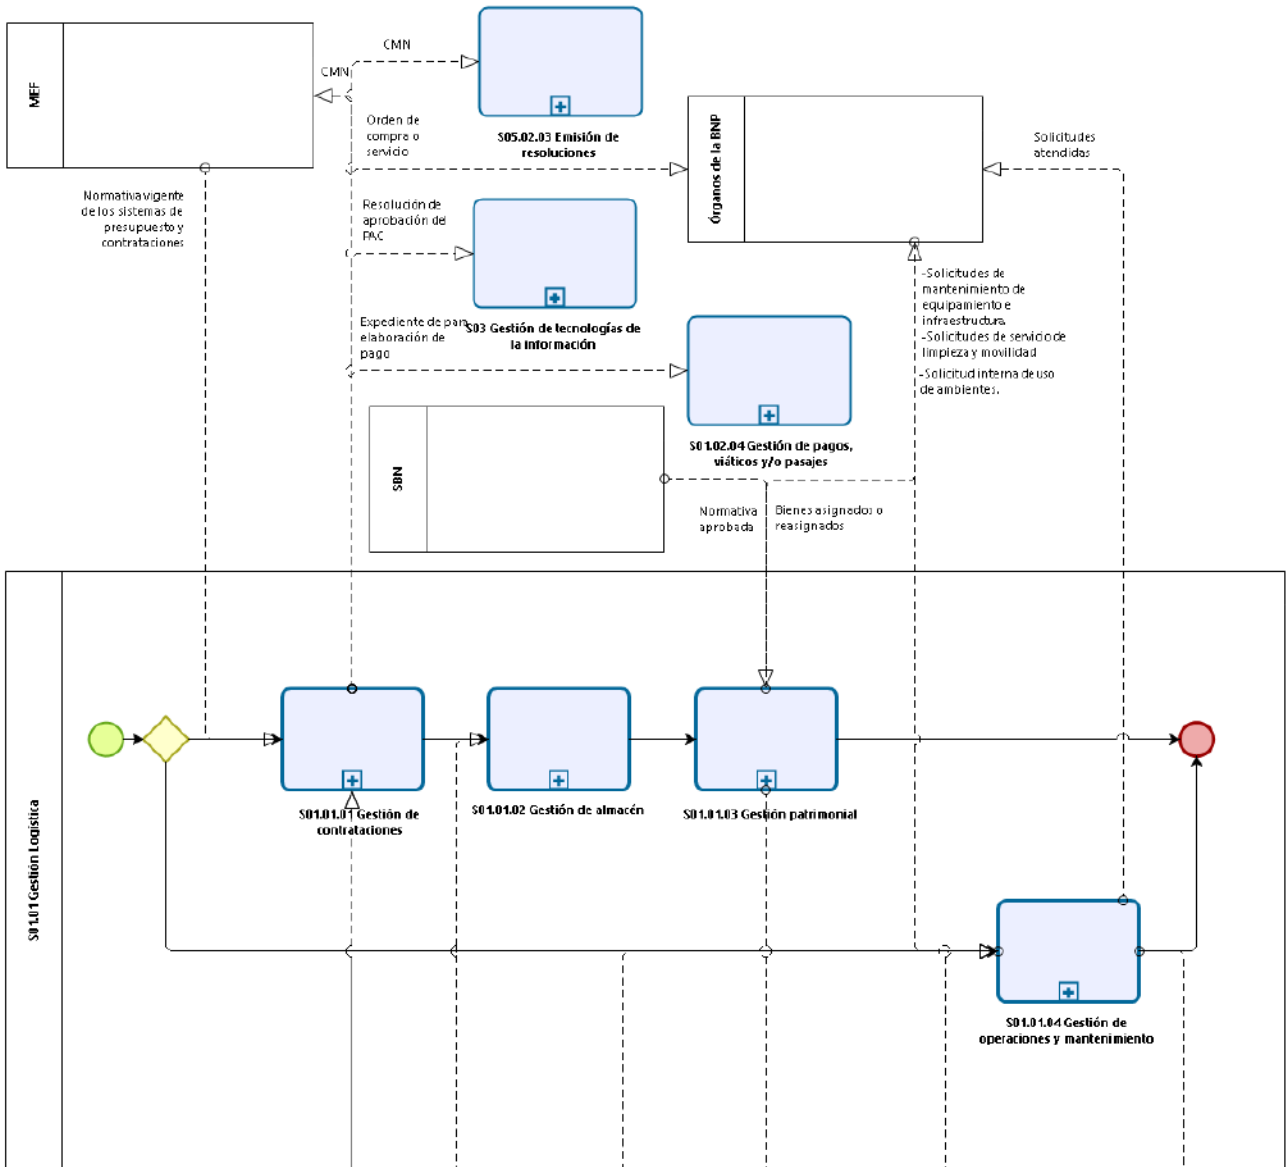 MEF
CMN
CMN
S05.02.03 Emisión de
resoluciones
Orden de
compra o
servicio
Órganos de la BNP
Solicitudes
atendidas
Normativa vigente
de los sistemas de
presupuesto y
contrataciones
Resolución de
aprobación del
PAC
S03 Gestión de tecnologías de
la información
-Solicitudes de
mantenimiento de
equipamiento e
infraestructura.
-Solicitudes de servicio de
limpieza y movilidad
-Solicitud interna de uso
de ambientes.
Expediente de para
elaboración de
pago
S01.02.04 Gestión de pagos,
viáticos y/o pasajes
SBN
Normativa
aprobada
Bienes asignados o
reasignados
S01.01 Gestión Logística
S01.01.01 Gestión de
contrataciones
S01.01.02 Gestión de almacén
S01.01.03 Gestión patrimonial
S01.01.04 Gestión de
operaciones y mantenimiento